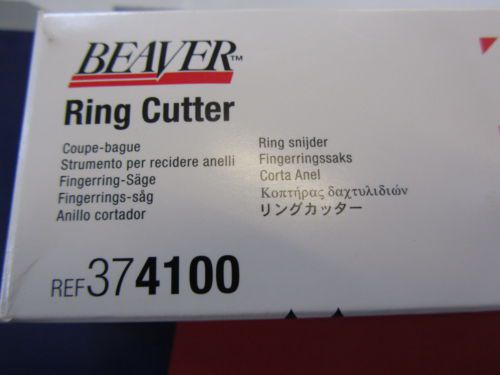 BEAVER™
Ring Cutter
Coupe-bague
Strumento per recidere anelli
Fingerring-Säge
Fingerrings-såg
Anillo cortador
Ring snijder
Fingerringssaks
Corta Anel
Κοπτήρας δαχτυλιδιών
リングカッター
REF 374100